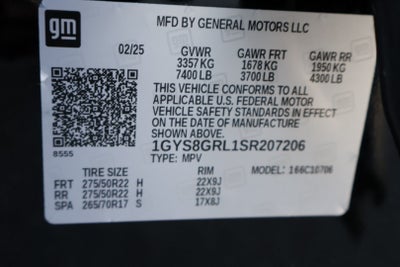 gm
MFD BY GENERAL MOTORS LLC
02/25 GVWR GAWR FRT GAWR RR
3357 KG 1678 KG 1950 KG
7400 LB 3700 LB 4300 LB
THIS VEHICLE CONFORMS TO ALL
APPLICABLE U.S. FEDERAL MOTOR
VEHICLE SAFETY STANDARDS IN EFFECT
ON THE DATE OF MANUFACTURE
SHOWN ABOVE.
8555
1GYS8GRL1SR207206
TYPE: MPV MODEL: 166C10706
TIRE SIZE RIM
FRT 275/50R22 H 22X9J
RR 275/50R22 H 22X9J
SPA 265/70R17 S 17X8J